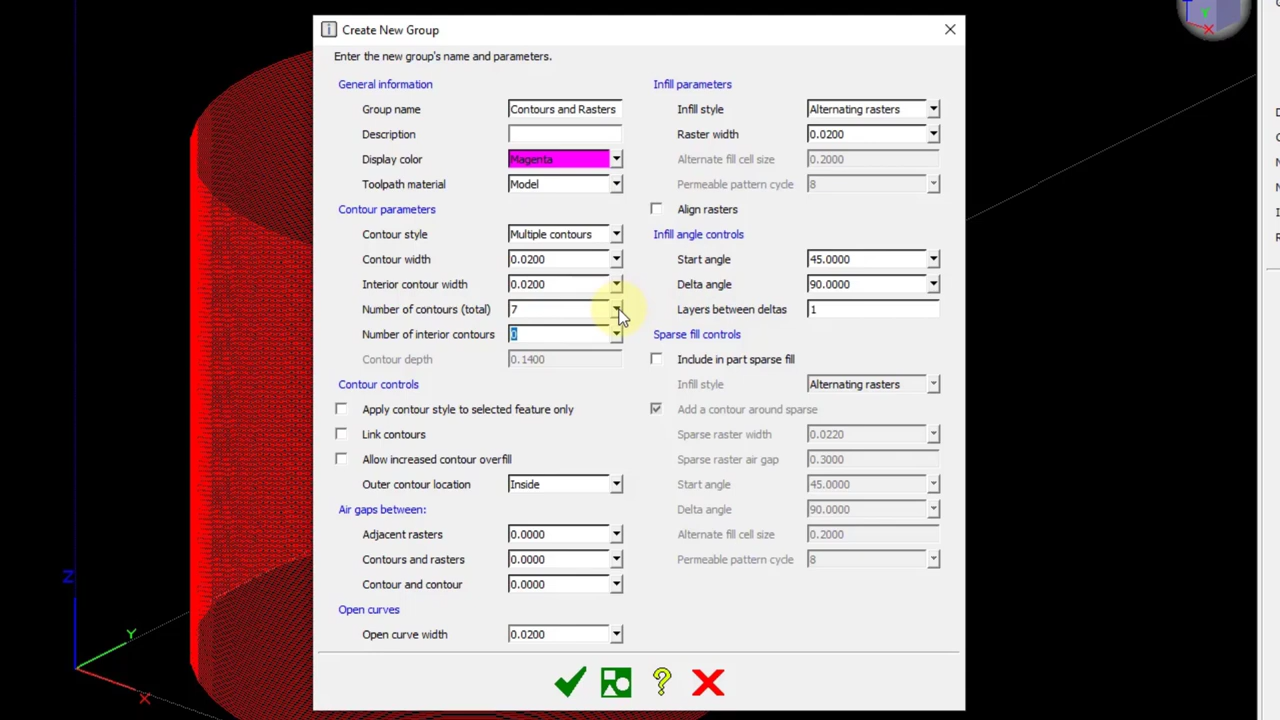 Create New Group
Enter the new group's name and parameters.
General information
Group name Contours and Rasters
Description
Display color Magenta
Toolpath material Model
Contour parameters
Contour style Multiple contours
Contour width 0.0200
Interior contour width 0.0200
Number of contours (total) 7
Number of interior contours 0
Contour depth 0.1400
Contour controls
Apply contour style to selected feature only
Link contours
Allow increased contour overfill
Outer contour location Inside
Air gaps between:
Adjacent rasters 0.0000
Contours and rasters 0.0000
Contour and contour 0.0000
Open curves
Open curve width 0.0200
Infill parameters
Infill style Alternating rasters
Raster width 0.0200
Alternate fill cell size 0.2000
Permeable pattern cycle 8
Align rasters
Infill angle controls
Start angle 45.0000
Delta angle 90.0000
Layers between deltas 1
Sparse fill controls
Include in part sparse fill
Infill style Alternating rasters
Add a contour around sparse
Sparse raster width 0.0220
Sparse raster air gap 0.3000
Start angle 45.0000
Delta angle 90.0000
Alternate fill cell size 0.2000
Permeable pattern cycle 8
Z
Y
X
Y
X